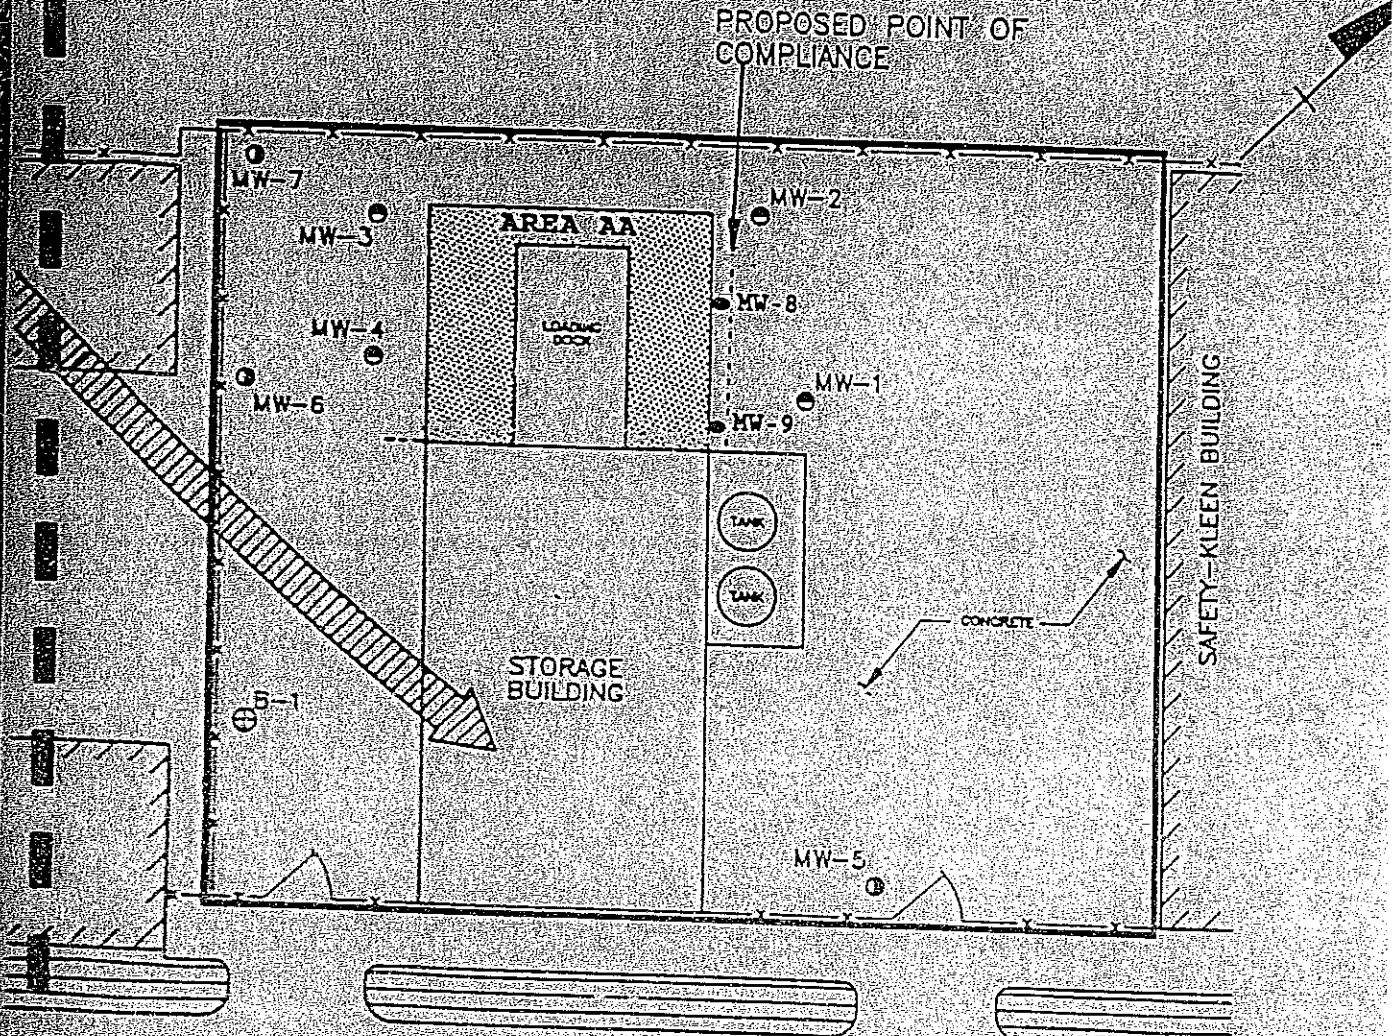 PROPOSED POINT OF
COMPLIANCE
MW-7
MW-3
AREA AA
MW-2
MW-8
MW-4
LOADING
DOCK
MW-6
MW-1
MW-9
TANK
TANK
CONCRETE
SAFETY-KLEEN BUILDING
STORAGE
BUILDING
B-1
MW-5